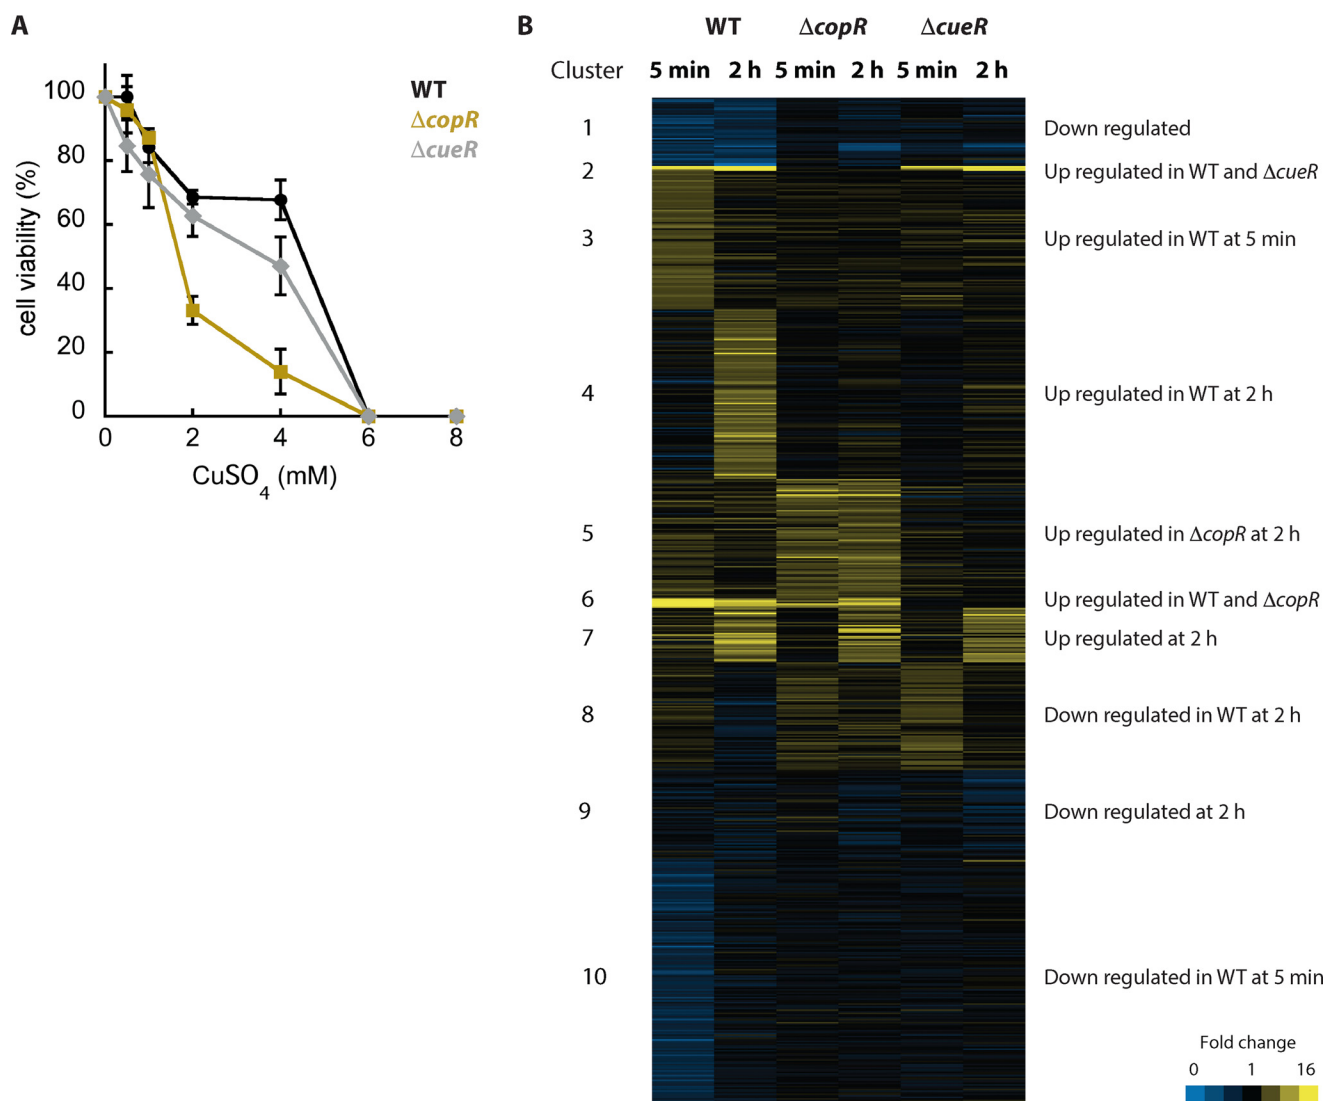 A
100
80
60
40
20
0
cell viability (%)
0 2 4 6 8
CuSO4 (mM)
WT
ΔcopR
ΔcueR
B
WT ΔcopR ΔcueR
Cluster 5 min 2 h 5 min 2 h 5 min 2 h
1 Down regulated
2 Up regulated in WT and ΔcueR
3 Up regulated in WT at 5 min
4 Up regulated in WT at 2 h
5 Up regulated in ΔcopR at 2 h
6 Up regulated in WT and ΔcopR
7 Up regulated at 2 h
8 Down regulated in WT at 2 h
9 Down regulated at 2 h
10 Down regulated in WT at 5 min
Fold change
0 1 16